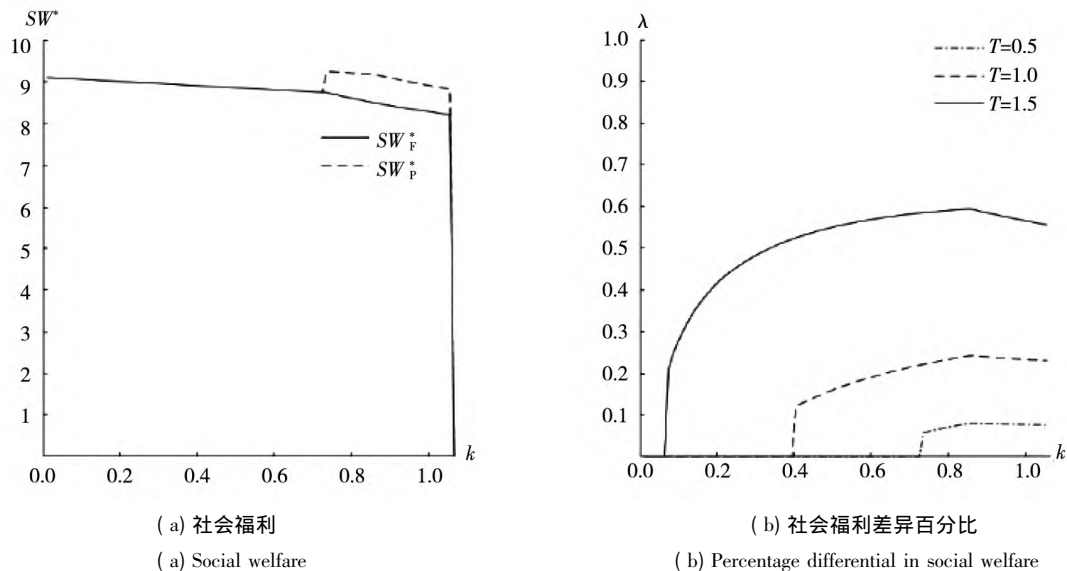 SW*
10
9
8
7
6
5
4
3
2
1
0.0 0.2 0.4 0.6 0.8 1.0
k
SW*F
SW*P
(a) 社会福利
(a) Social welfare
λ
1.0
0.9
0.8
0.7
0.6
0.5
0.4
0.3
0.2
0.1
0.0 0.2 0.4 0.6 0.8 1.0
k
T=0.5
T=1.0
T=1.5
(b) 社会福利差异百分比
(b) Percentage differential in social welfare